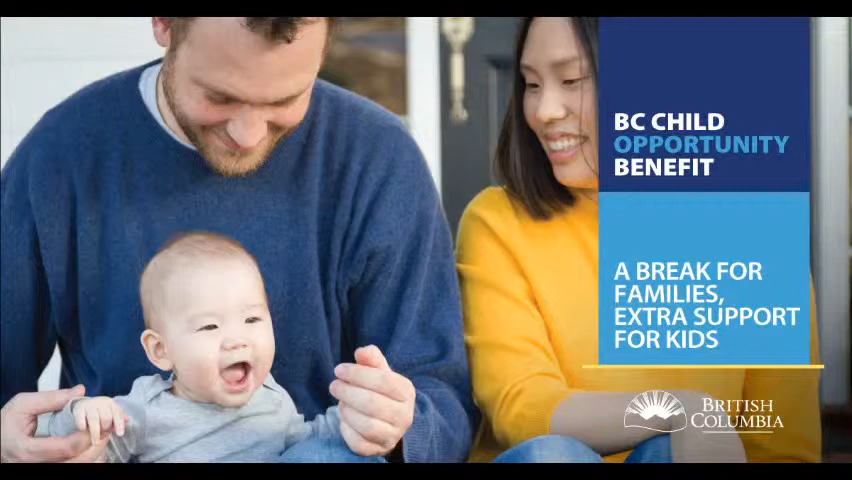 BC CHILD
OPPORTUNITY
BENEFIT
A BREAK FOR
FAMILIES,
EXTRA SUPPORT
FOR KIDS
BRITISH
COLUMBIA